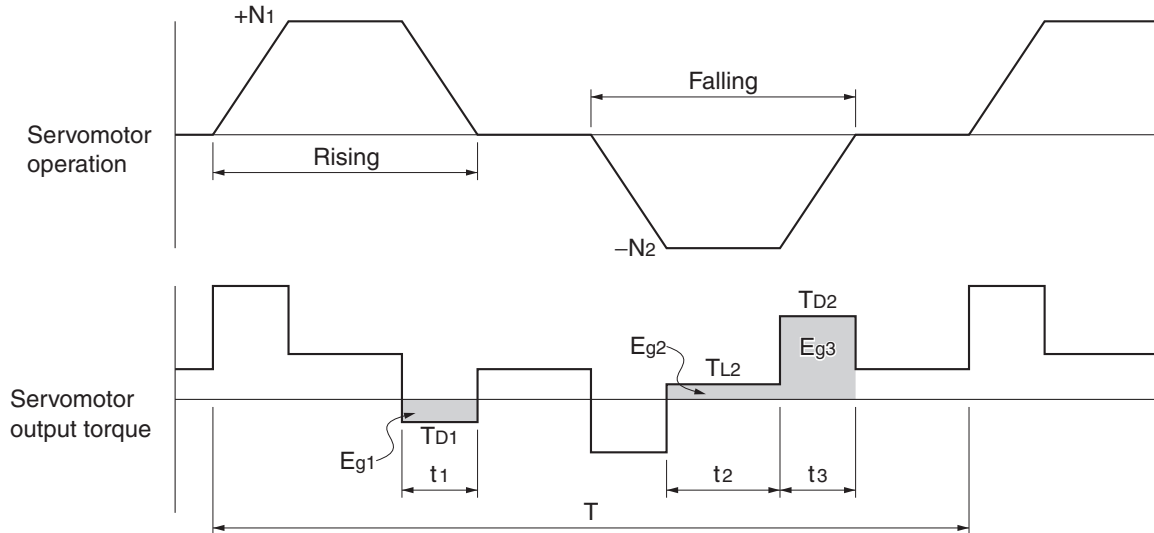 +N1
Falling
Servomotor
operation
Rising
–N2
TD2
Eg2
TL2
Eg3
Servomotor
output torque
TD1
Eg1
t1
t2
t3
T